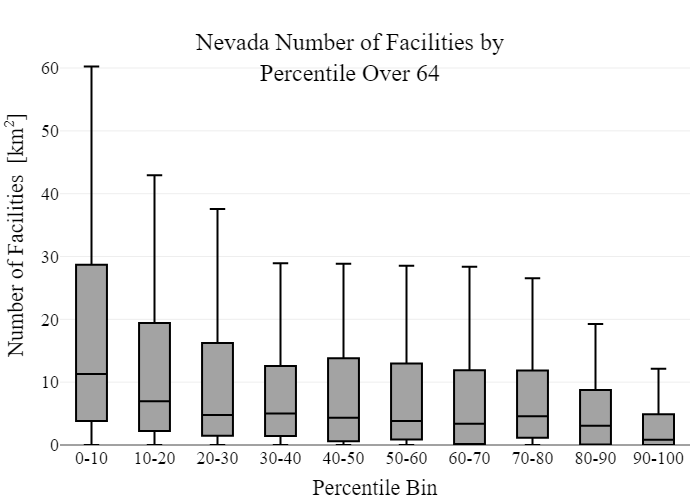 Nevada Number of Facilities by
Percentile Over 64
Number of Facilities [km²]
60
50
40
30
20
10
0
0-10 10-20 20-30 30-40 40-50 50-60 60-70 70-80 80-90 90-100
Percentile Bin